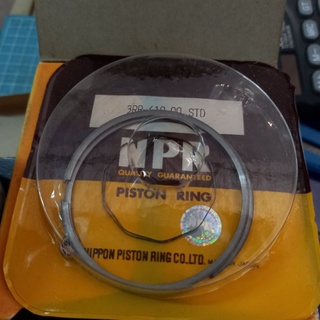 STD
NPR
QUALITY GUARANTEED
PISTON RING
NIPPON PISTON RING CO.,LTD.